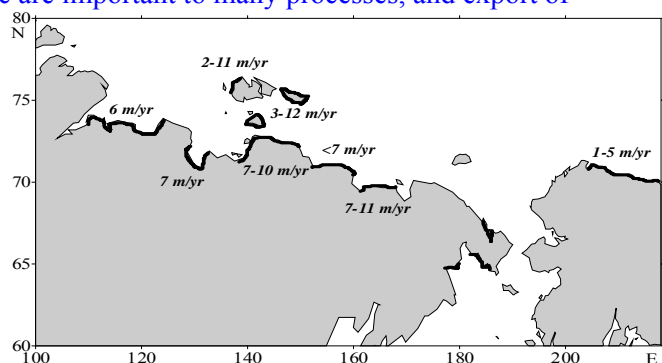 e are important to many processes, and export of
80
N
2-11 m/yr
75
6 m/yr
3-12 m/yr
<7 m/yr
1-5 m/yr
70
7 m/yr
7-10 m/yr
7-11 m/yr
65
60
100 120 140 160 180 200 E